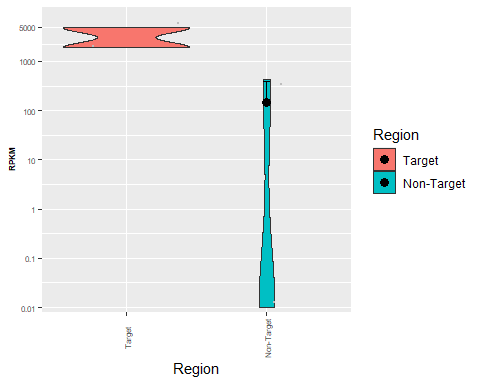 5000
1000
100
10
1
0.1
0.01
RPKM
Target
Non-Target
Region
Region
Target
Non-Target